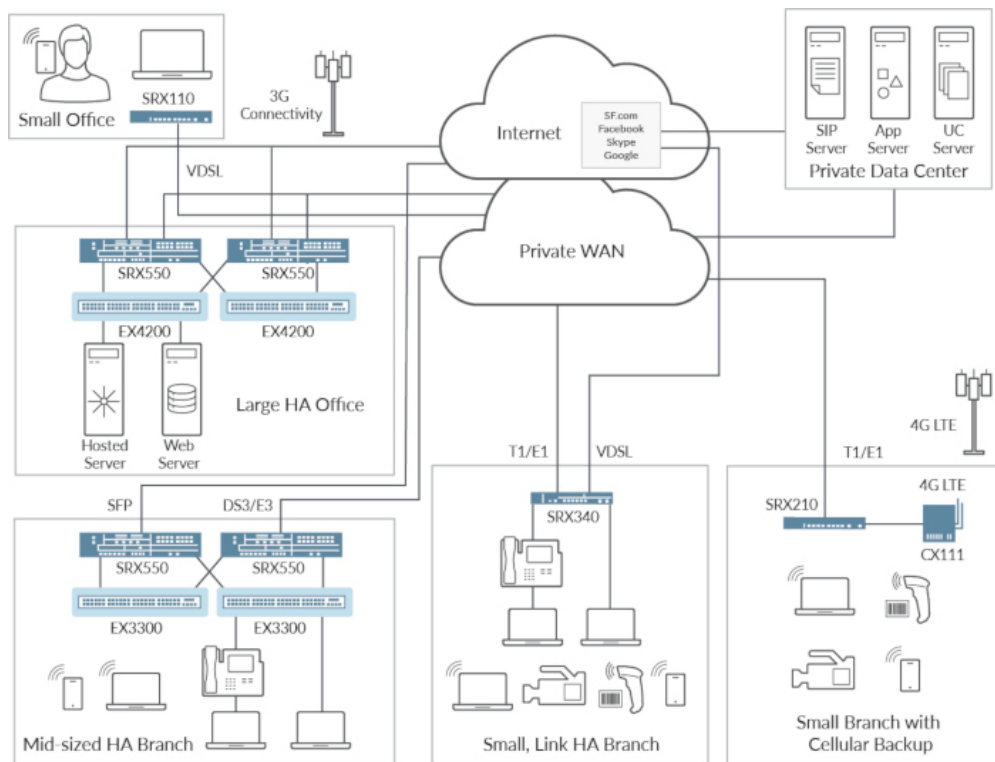 SRX110
Small Office
3G
Connectivity
Internet
SF.com
Facebook
Skype
Google
SIP
Server
App
Server
UC
Server
Private Data Center
VDSL
Private WAN
SRX550
SRX550
EX4200
EX4200
Large HA Office
Hosted
Server
Web
Server
4G LTE
T1/E1
VDSL
T1/E1
SFP
DS3/E3
SRX550
SRX550
EX3300
EX3300
Mid-sized HA Branch
SRX340
Small, Link HA Branch
SRX210
4G LTE
CX111
Small Branch with
Cellular Backup